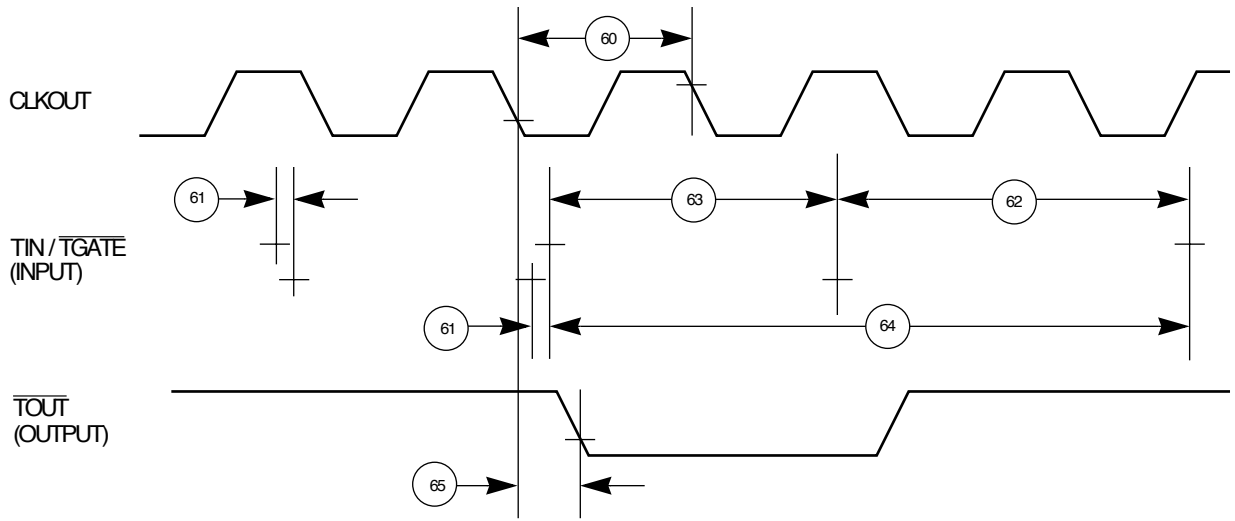 60
CLKOUT
61
63
62
TIN / TGATE
(INPUT)
61
64
TOUT
(OUTPUT)
65